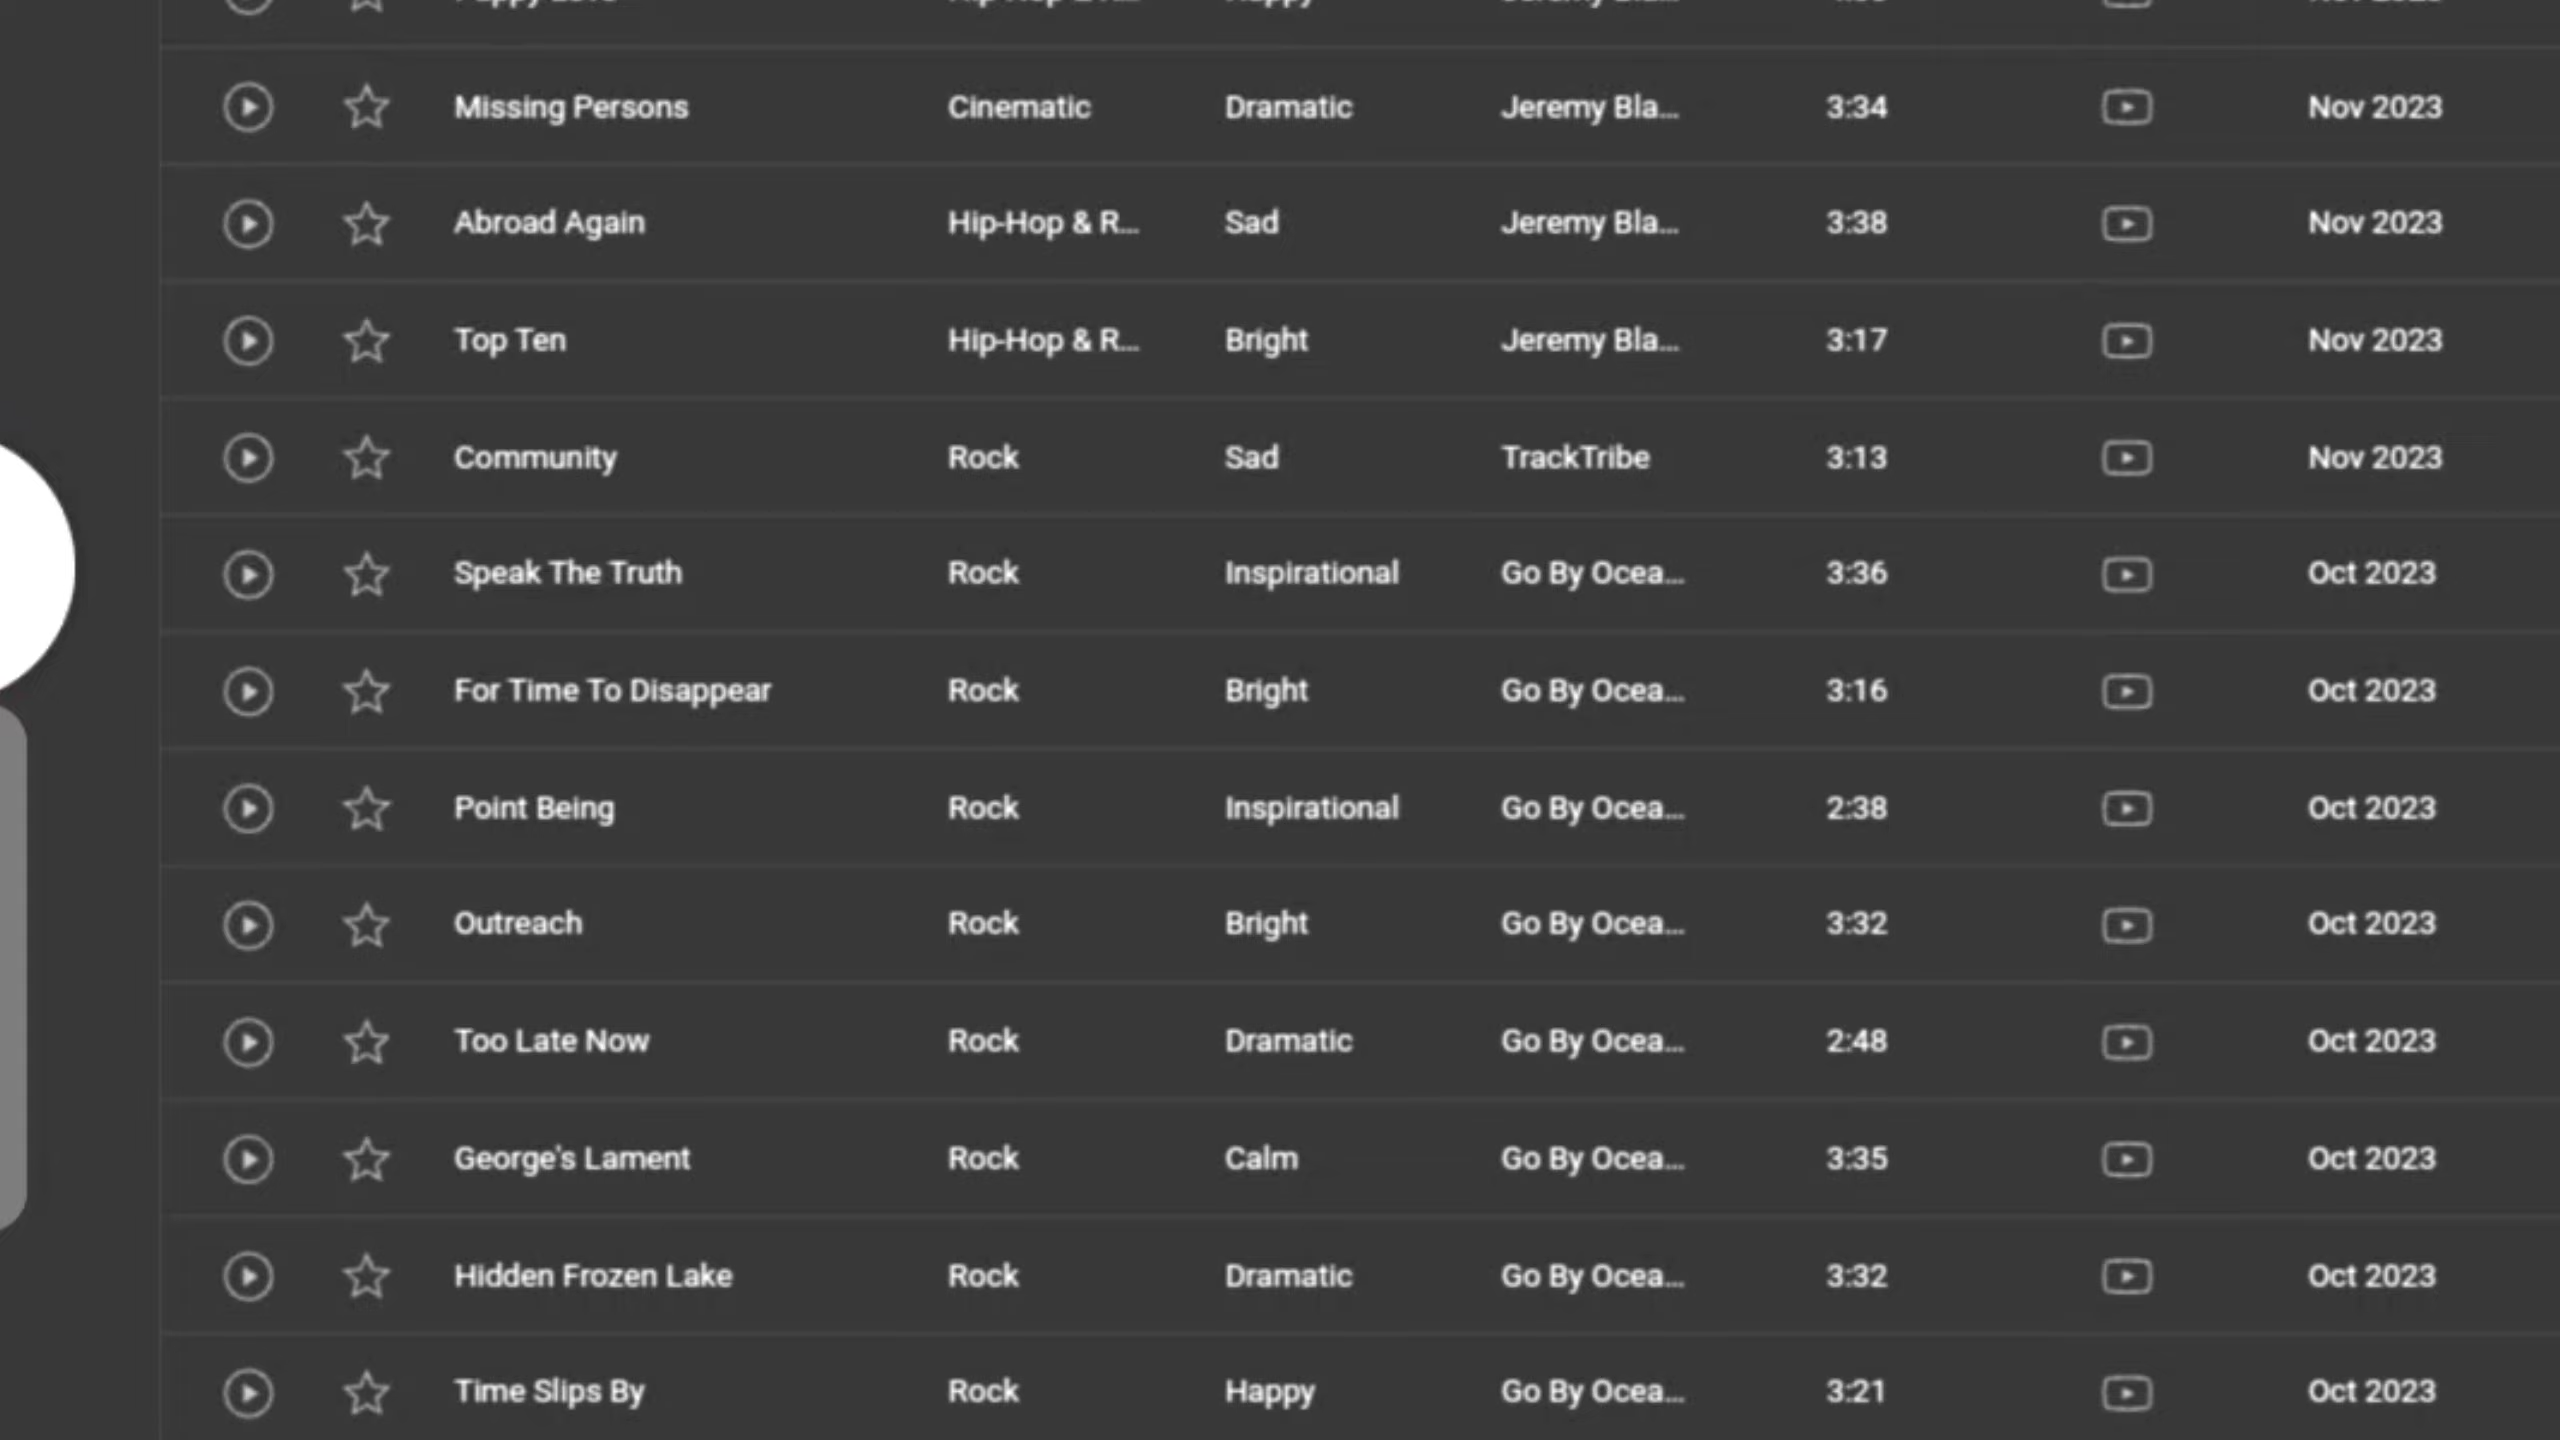 Missing Persons Cinematic Dramatic Jeremy Bla... 3:34 Nov 2023
Abroad Again Hip-Hop & R... Sad Jeremy Bla... 3:38 Nov 2023
Top Ten Hip-Hop & R... Bright Jeremy Bla... 3:17 Nov 2023
Community Rock Sad TrackTribe 3:13 Nov 2023
Speak The Truth Rock Inspirational Go By Ocea... 3:36 Oct 2023
For Time To Disappear Rock Bright Go By Ocea... 3:16 Oct 2023
Point Being Rock Inspirational Go By Ocea... 2:38 Oct 2023
Outreach Rock Bright Go By Ocea... 3:32 Oct 2023
Too Late Now Rock Dramatic Go By Ocea... 2:48 Oct 2023
George's Lament Rock Calm Go By Ocea... 3:35 Oct 2023
Hidden Frozen Lake Rock Dramatic Go By Ocea... 3:32 Oct 2023
Time Slips By Rock Happy Go By Ocea... 3:21 Oct 2023